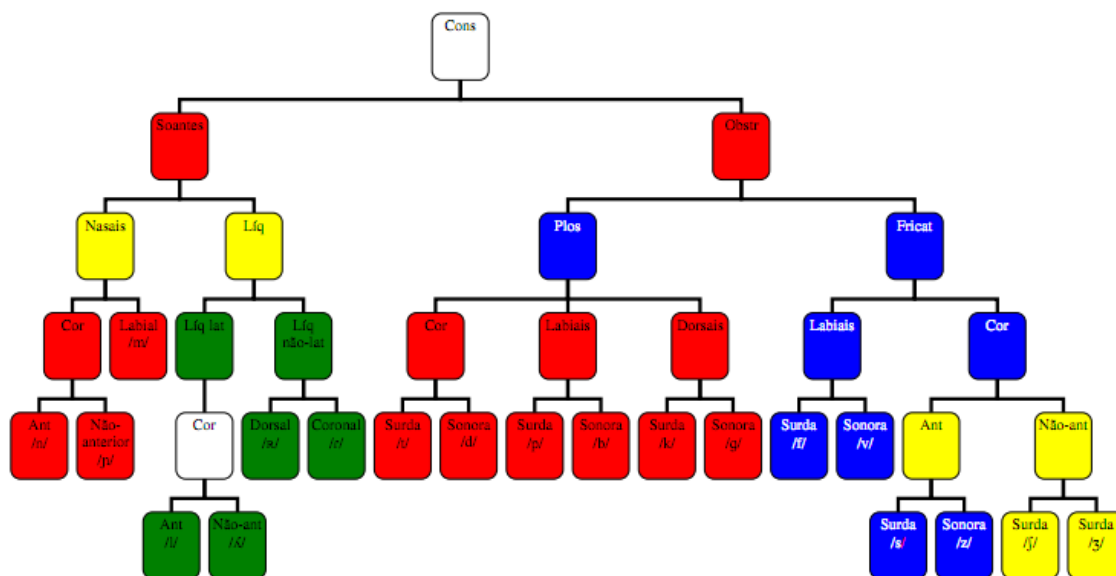 Cons
Soantes
Obstr
Nasais
Líq
Plos
Fricat
Cor
Labial
/m/
Líq lat
Líq
não-lat
Cor
Labiais
Dorsais
Labiais
Cor
Ant
/n/
Não-
anterior
/ɲ/
Cor
Dorsal
/ʀ/
Coronal
/ɾ/
Surda
/t/
Sonora
/d/
Surda
/p/
Sonora
/b/
Surda
/k/
Sonora
/g/
Surda
/f/
Sonora
/v/
Ant
Não-ant
Ant
/l/
Não-ant
/ʎ/
Surda
/s/
Sonora
/z/
Surda
/ʃ/
Surda
/ʒ/